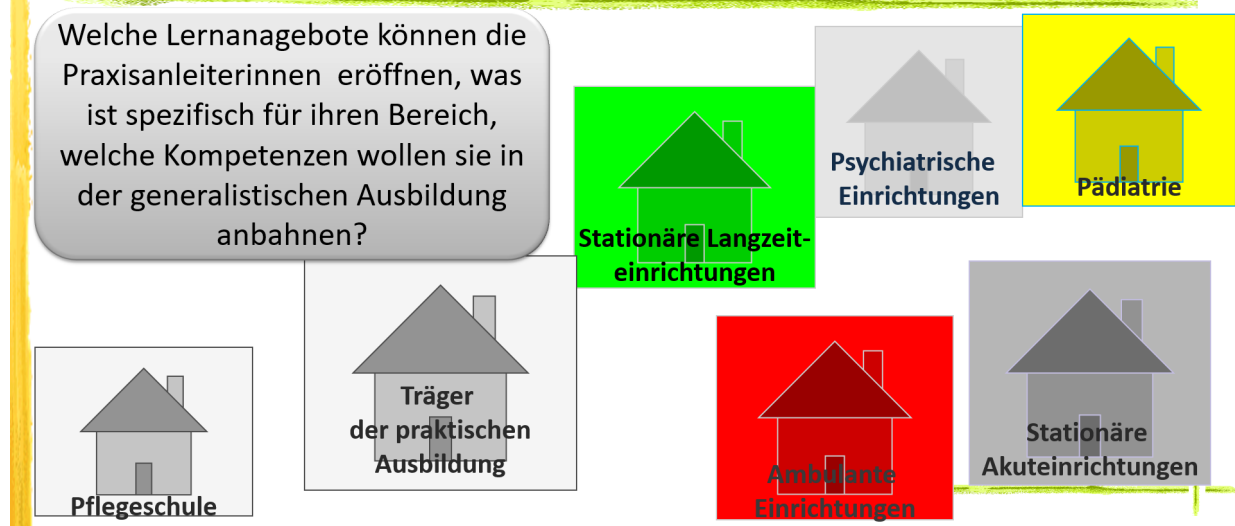 Welche Lernanagebote können die
Praxisanleiterinnen eröffnen, was
ist spezifisch für ihren Bereich,
welche Kompetenzen wollen sie in
der generalistischen Ausbildung
anbahnen?
Psychiatrische
Einrichtungen
Pädiatrie
Stationäre Langzeit-
einrichtungen
Träger
der praktischen
Ausbildung
Stationäre
Akuteinrichtungen
Ambulante
Einrichtungen
Pflegeschule